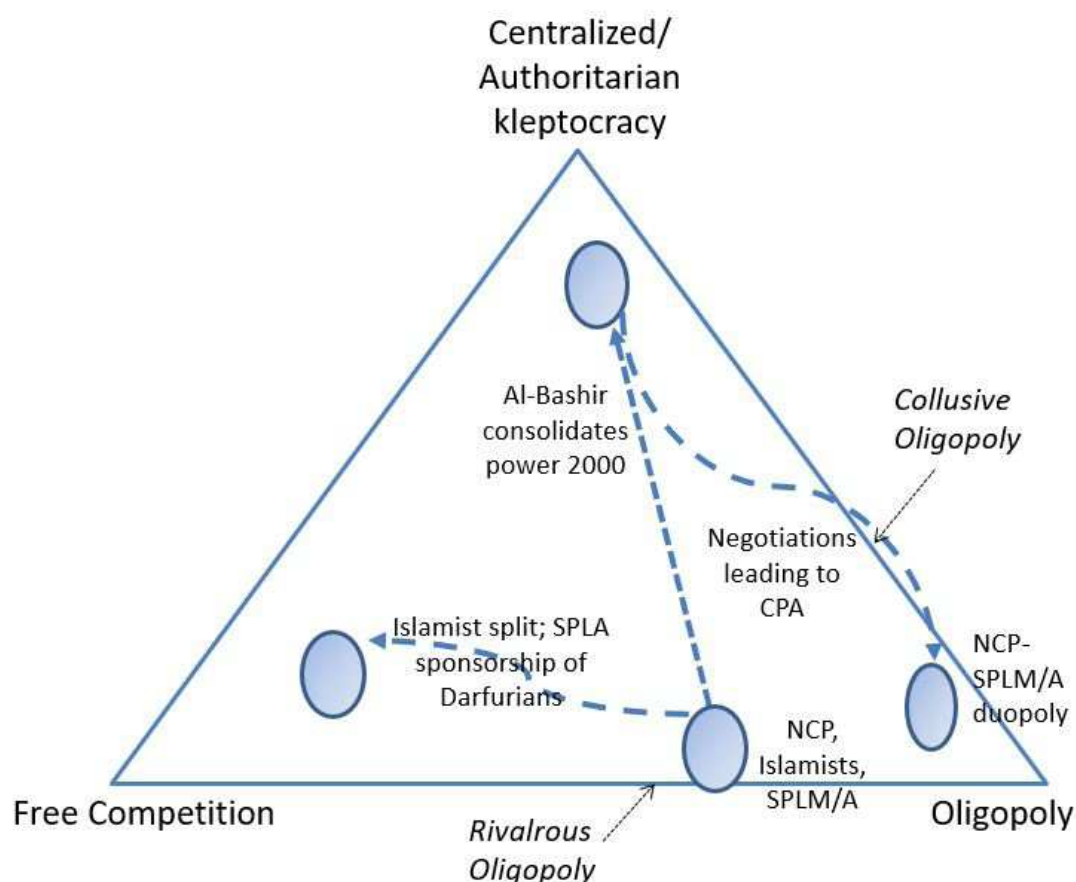 Centralized/
Authoritarian
kleptocracy
Al-Bashir
consolidates
power 2000
Collusive
Oligopoly
Negotiations
leading to
CPA
Islamist split; SPLA
sponsorship of
Darfurians
NCP-
SPLM/A
duopoly
NCP,
Islamists,
SPLM/A
Free Competition
Oligopoly
Rivalrous
Oligopoly